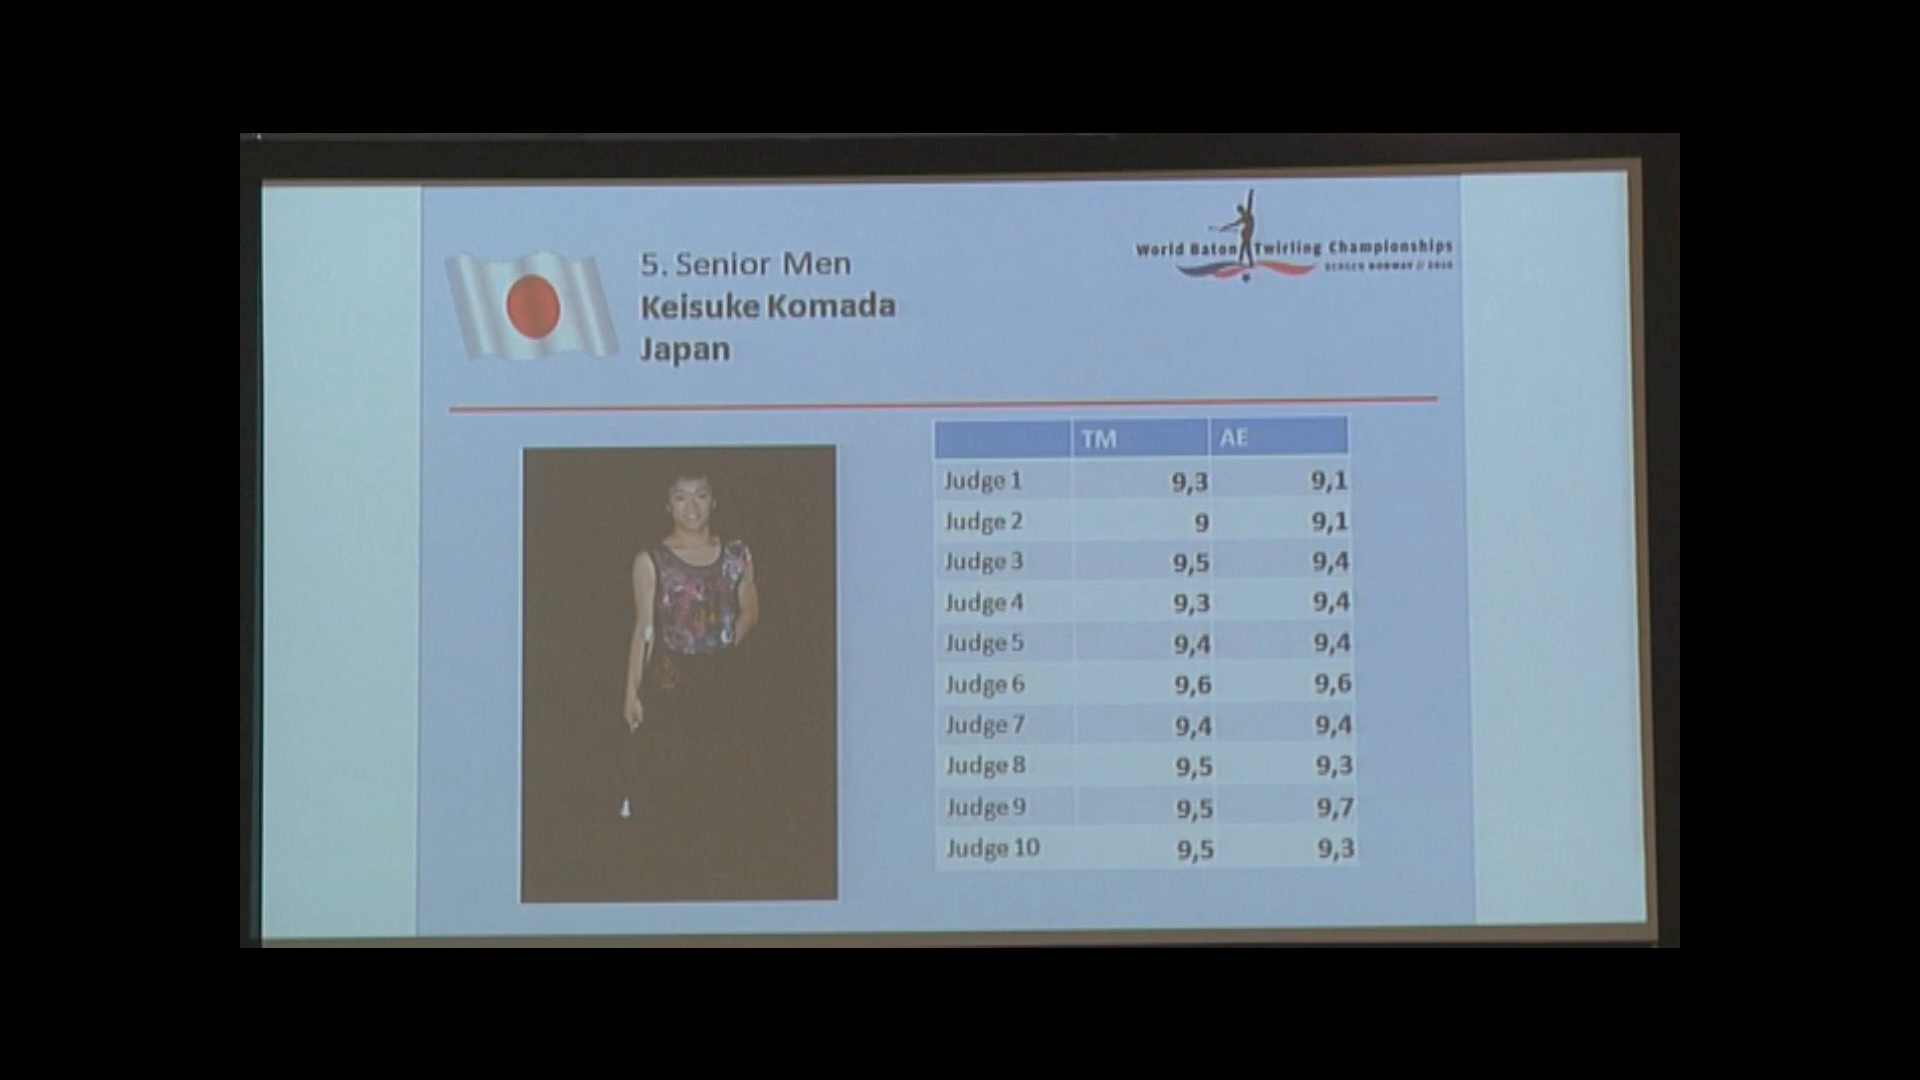 World Baton Twirling Championships
5. Senior Men
Keisuke Komada
Japan
TM AE
Judge 1 9,3 9,1
Judge 2 9 9,1
Judge 3 9,5 9,4
Judge 4 9,3 9,4
Judge 5 9,4 9,4
Judge 6 9,6 9,6
Judge 7 9,4 9,4
Judge 8 9,5 9,3
Judge 9 9,5 9,7
Judge 10 9,5 9,3